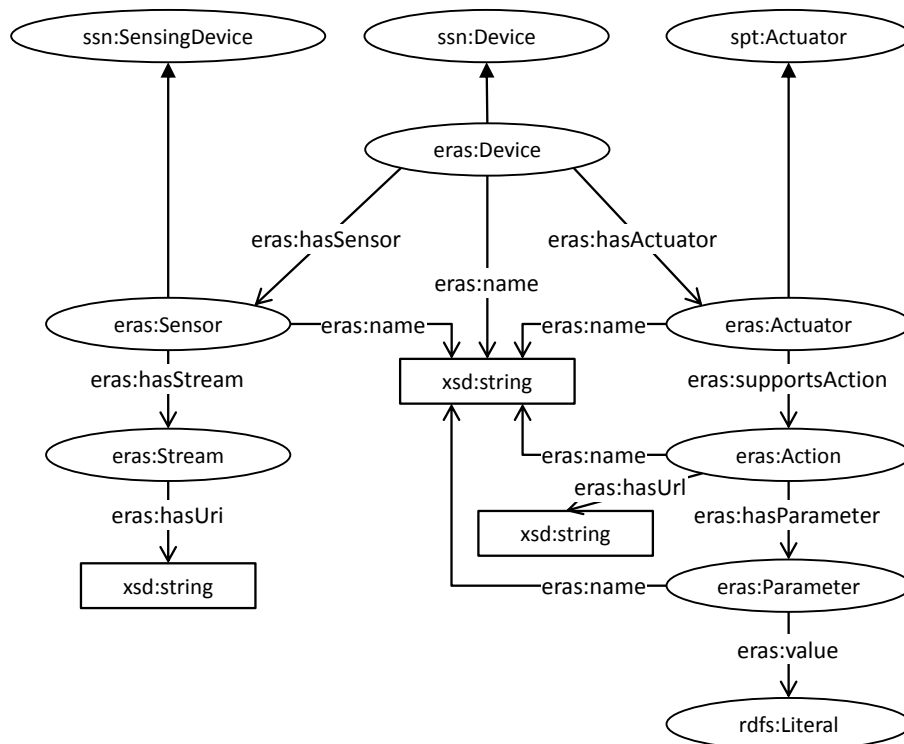 ssn:SensingDevice
ssn:Device
spt:Actuator
eras:Device
eras:hasSensor
eras:hasActuator
eras:name
eras:Sensor
eras:name
eras:name
eras:Actuator
eras:hasStream
xsd:string
eras:supportsAction
eras:Stream
eras:name
eras:Action
eras:hasUrl
eras:hasUri
eras:hasParameter
xsd:string
xsd:string
eras:name
eras:Parameter
eras:value
rdfs:Literal